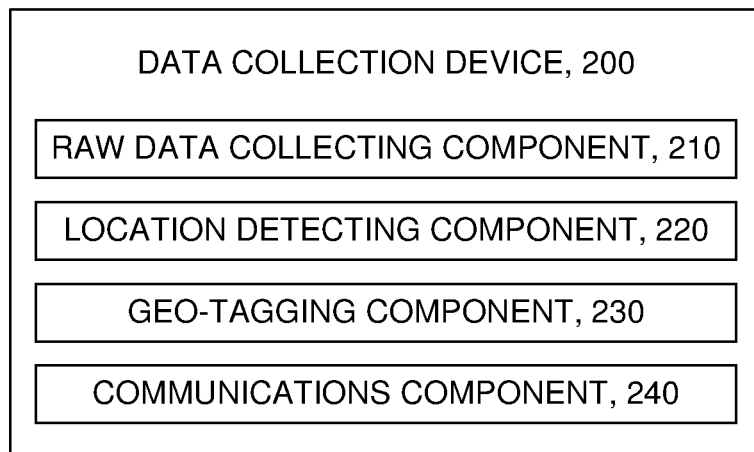 DATA COLLECTION DEVICE, 200
RAW DATA COLLECTING COMPONENT, 210
LOCATION DETECTING COMPONENT, 220
GEO-TAGGING COMPONENT, 230
COMMUNICATIONS COMPONENT, 240